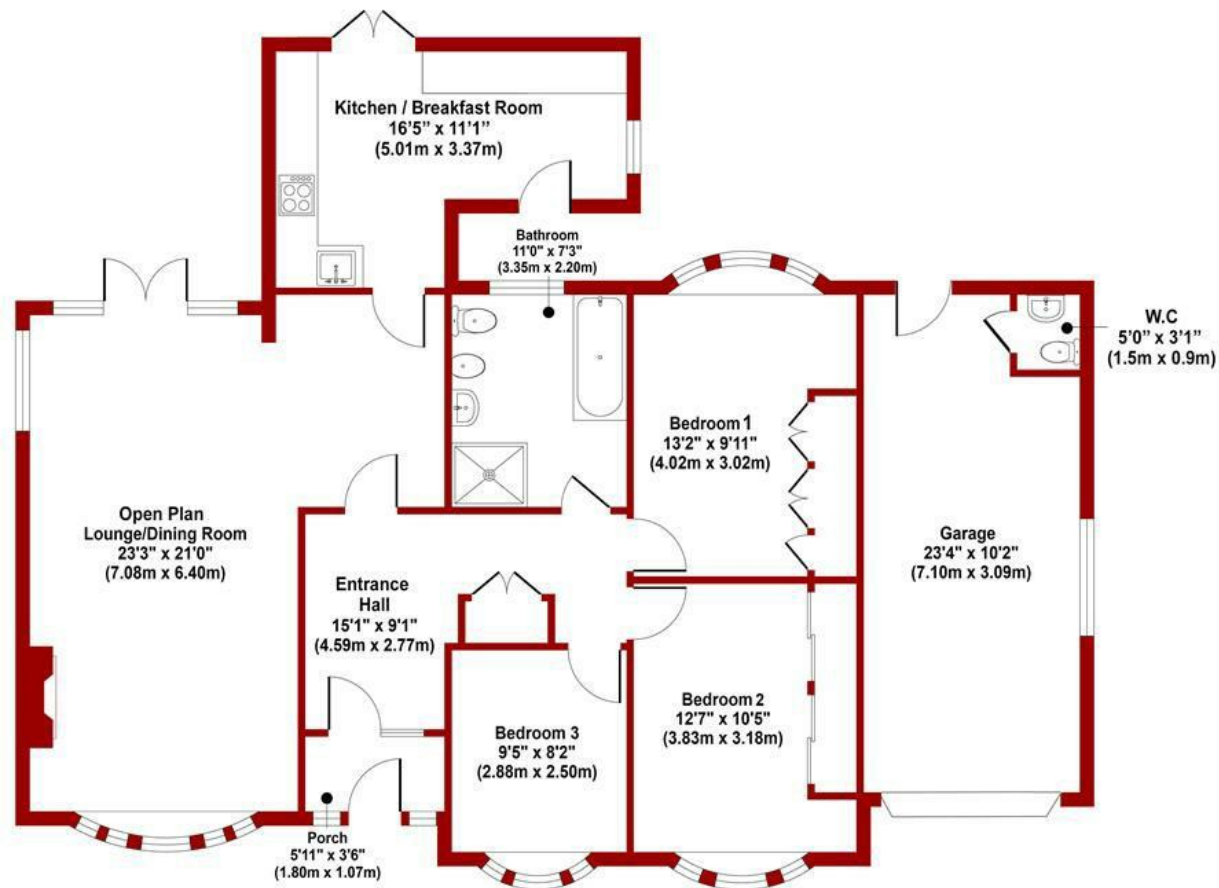 Kitchen / Breakfast Room
16'5" x 11'1"
(5.01m x 3.37m)
Bathroom
11'0" x 7'3"
(3.35m x 2.20m)
W.C
5'0" x 3'1"
(1.5m x 0.9m)
Bedroom 1
13'2" x 9'11"
(4.02m x 3.02m)
Open Plan
Lounge/Dining Room
23'3" x 21'0"
(7.08m x 6.40m)
Garage
23'4" x 10'2"
(7.10m x 3.09m)
Entrance
Hall
15'1" x 9'1"
(4.59m x 2.77m)
Bedroom 2
12'7" x 10'5"
(3.83m x 3.18m)
Bedroom 3
9'5" x 8'2"
(2.88m x 2.50m)
Porch
5'11" x 3'6"
(1.80m x 1.07m)